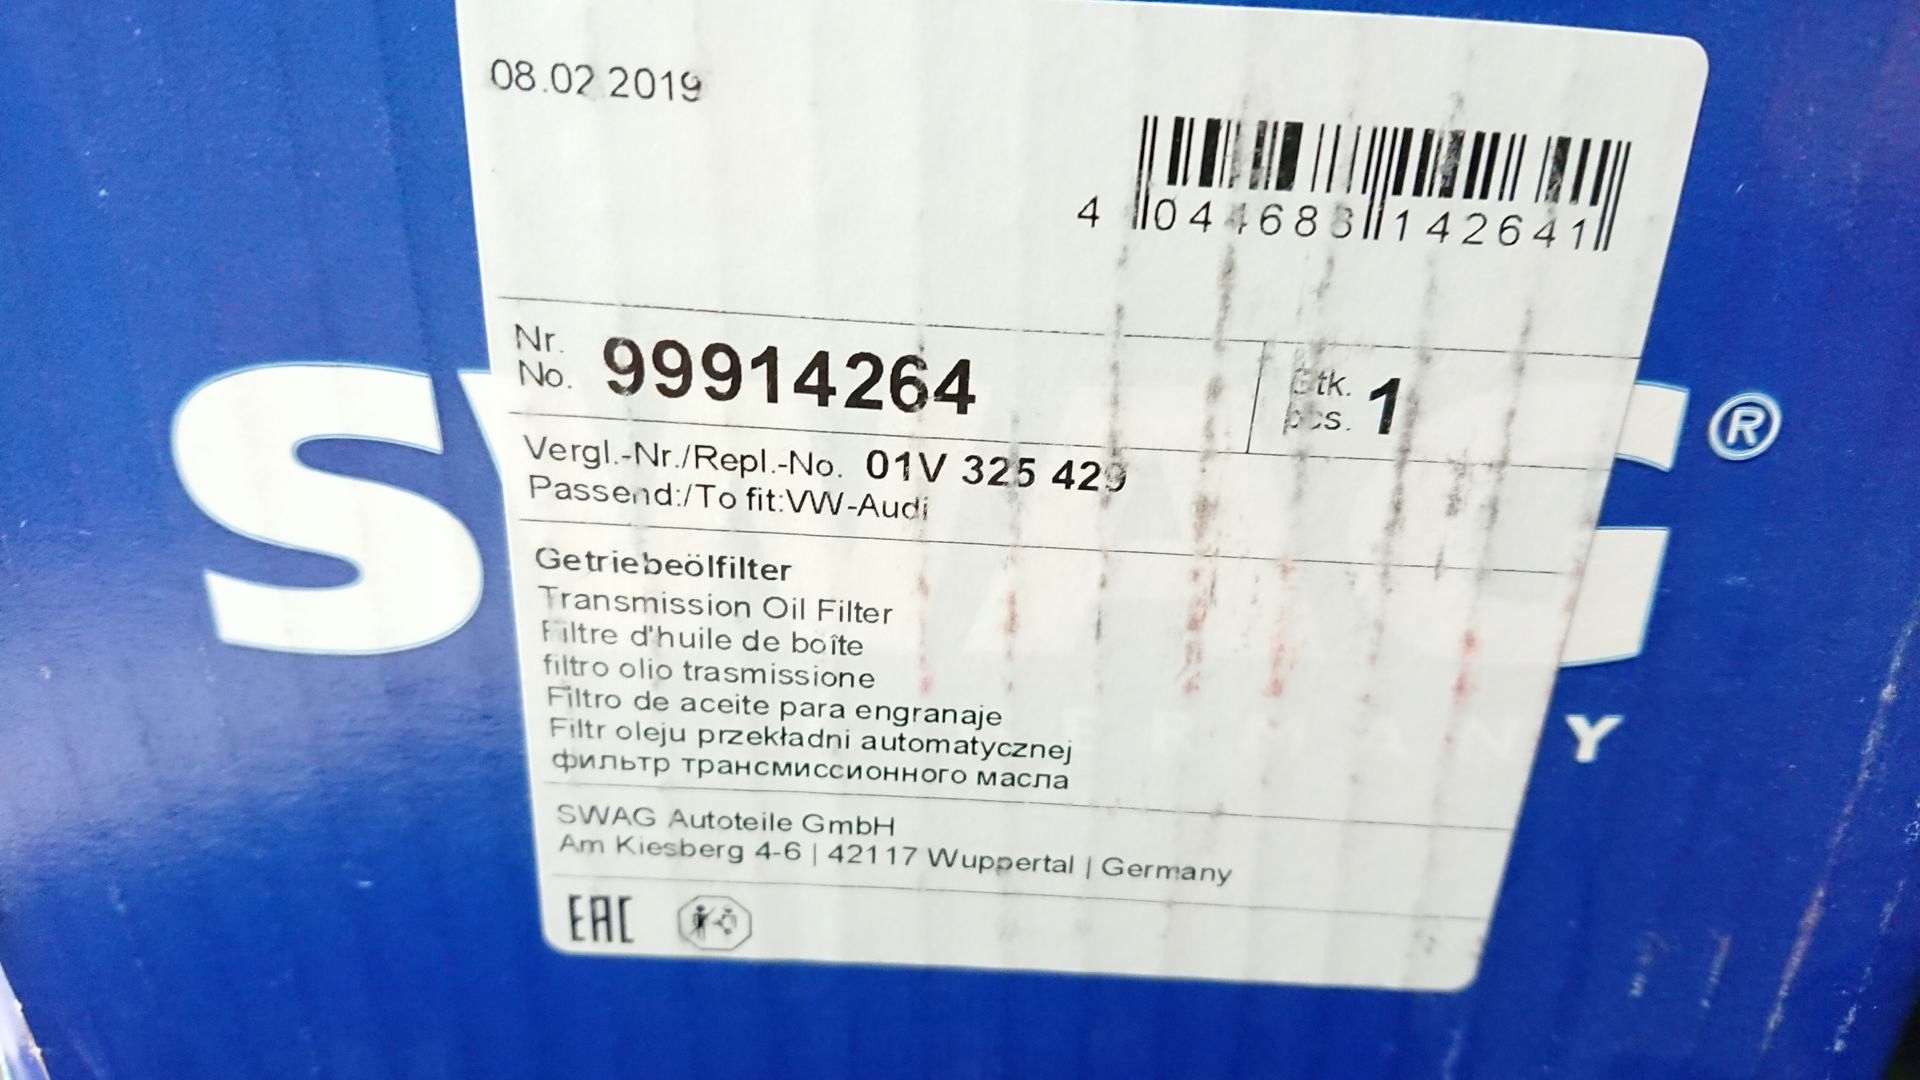 08.02.2019
4 044688 142641
Nr.
No. 99914264
Stk.
pcs. 1
Vergl.-Nr./Repl.-No. 01V 325 429
Passend:/To fit:VW-Audi
Getriebeölfilter
Transmission Oil Filter
Filtre d'huile de boîte
filtro olio trasmissione
Filtro de aceite para engranaje
Filtr oleju przekładni automatycznej
фильтр трансмиссионного масла
SWAG Autoteile GmbH
Am Kiesberg 4-6 | 42117 Wuppertal | Germany
EAC
SWAG®